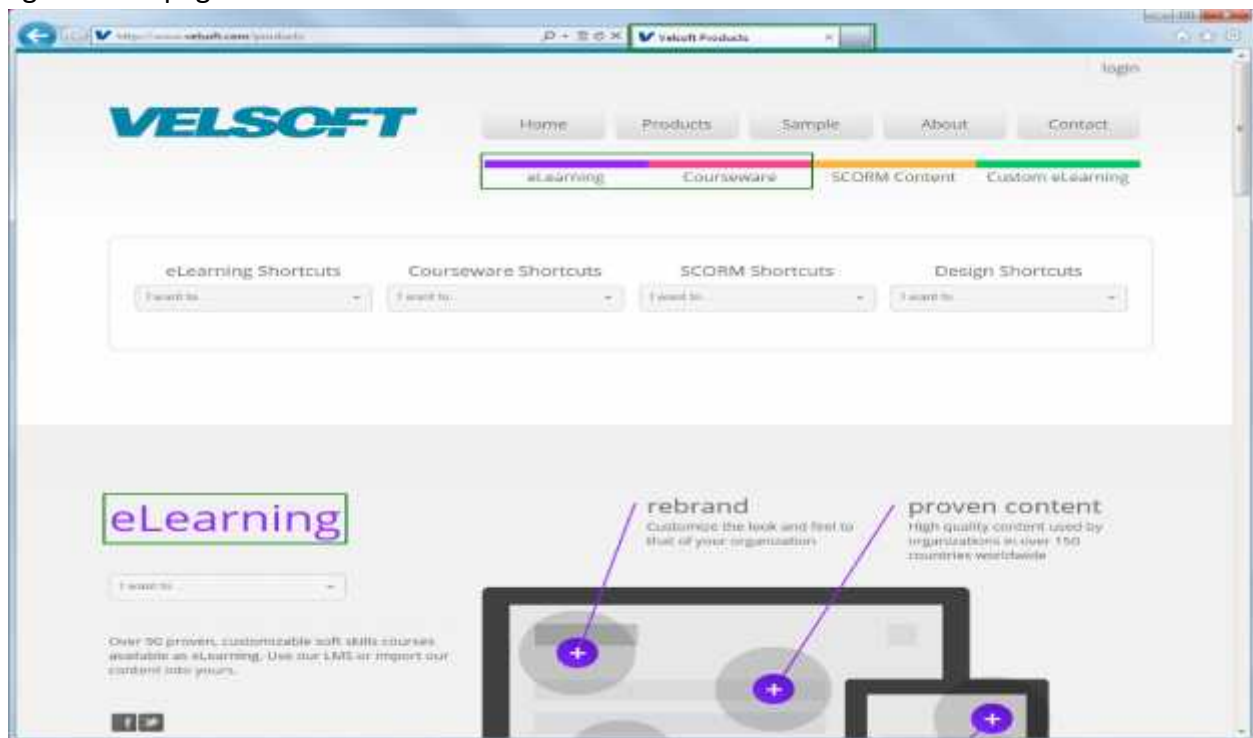 Velsoft Products
login
VELSOFT
Home Products Sample About Contact
eLearning Courseware SCORM Content Custom eLearning
eLearning Shortcuts Courseware Shortcuts SCORM Shortcuts Design Shortcuts
I want to... I want to... I want to... I want to...
eLearning
rebrand
Customize the look and feel to
that of your organization
proven content
High quality content used by
organizations in over 150
countries worldwide
I want to...
Over 90 proven, customizable soft skills courses
available as eLearning. Use our LMS or import our
content into yours.